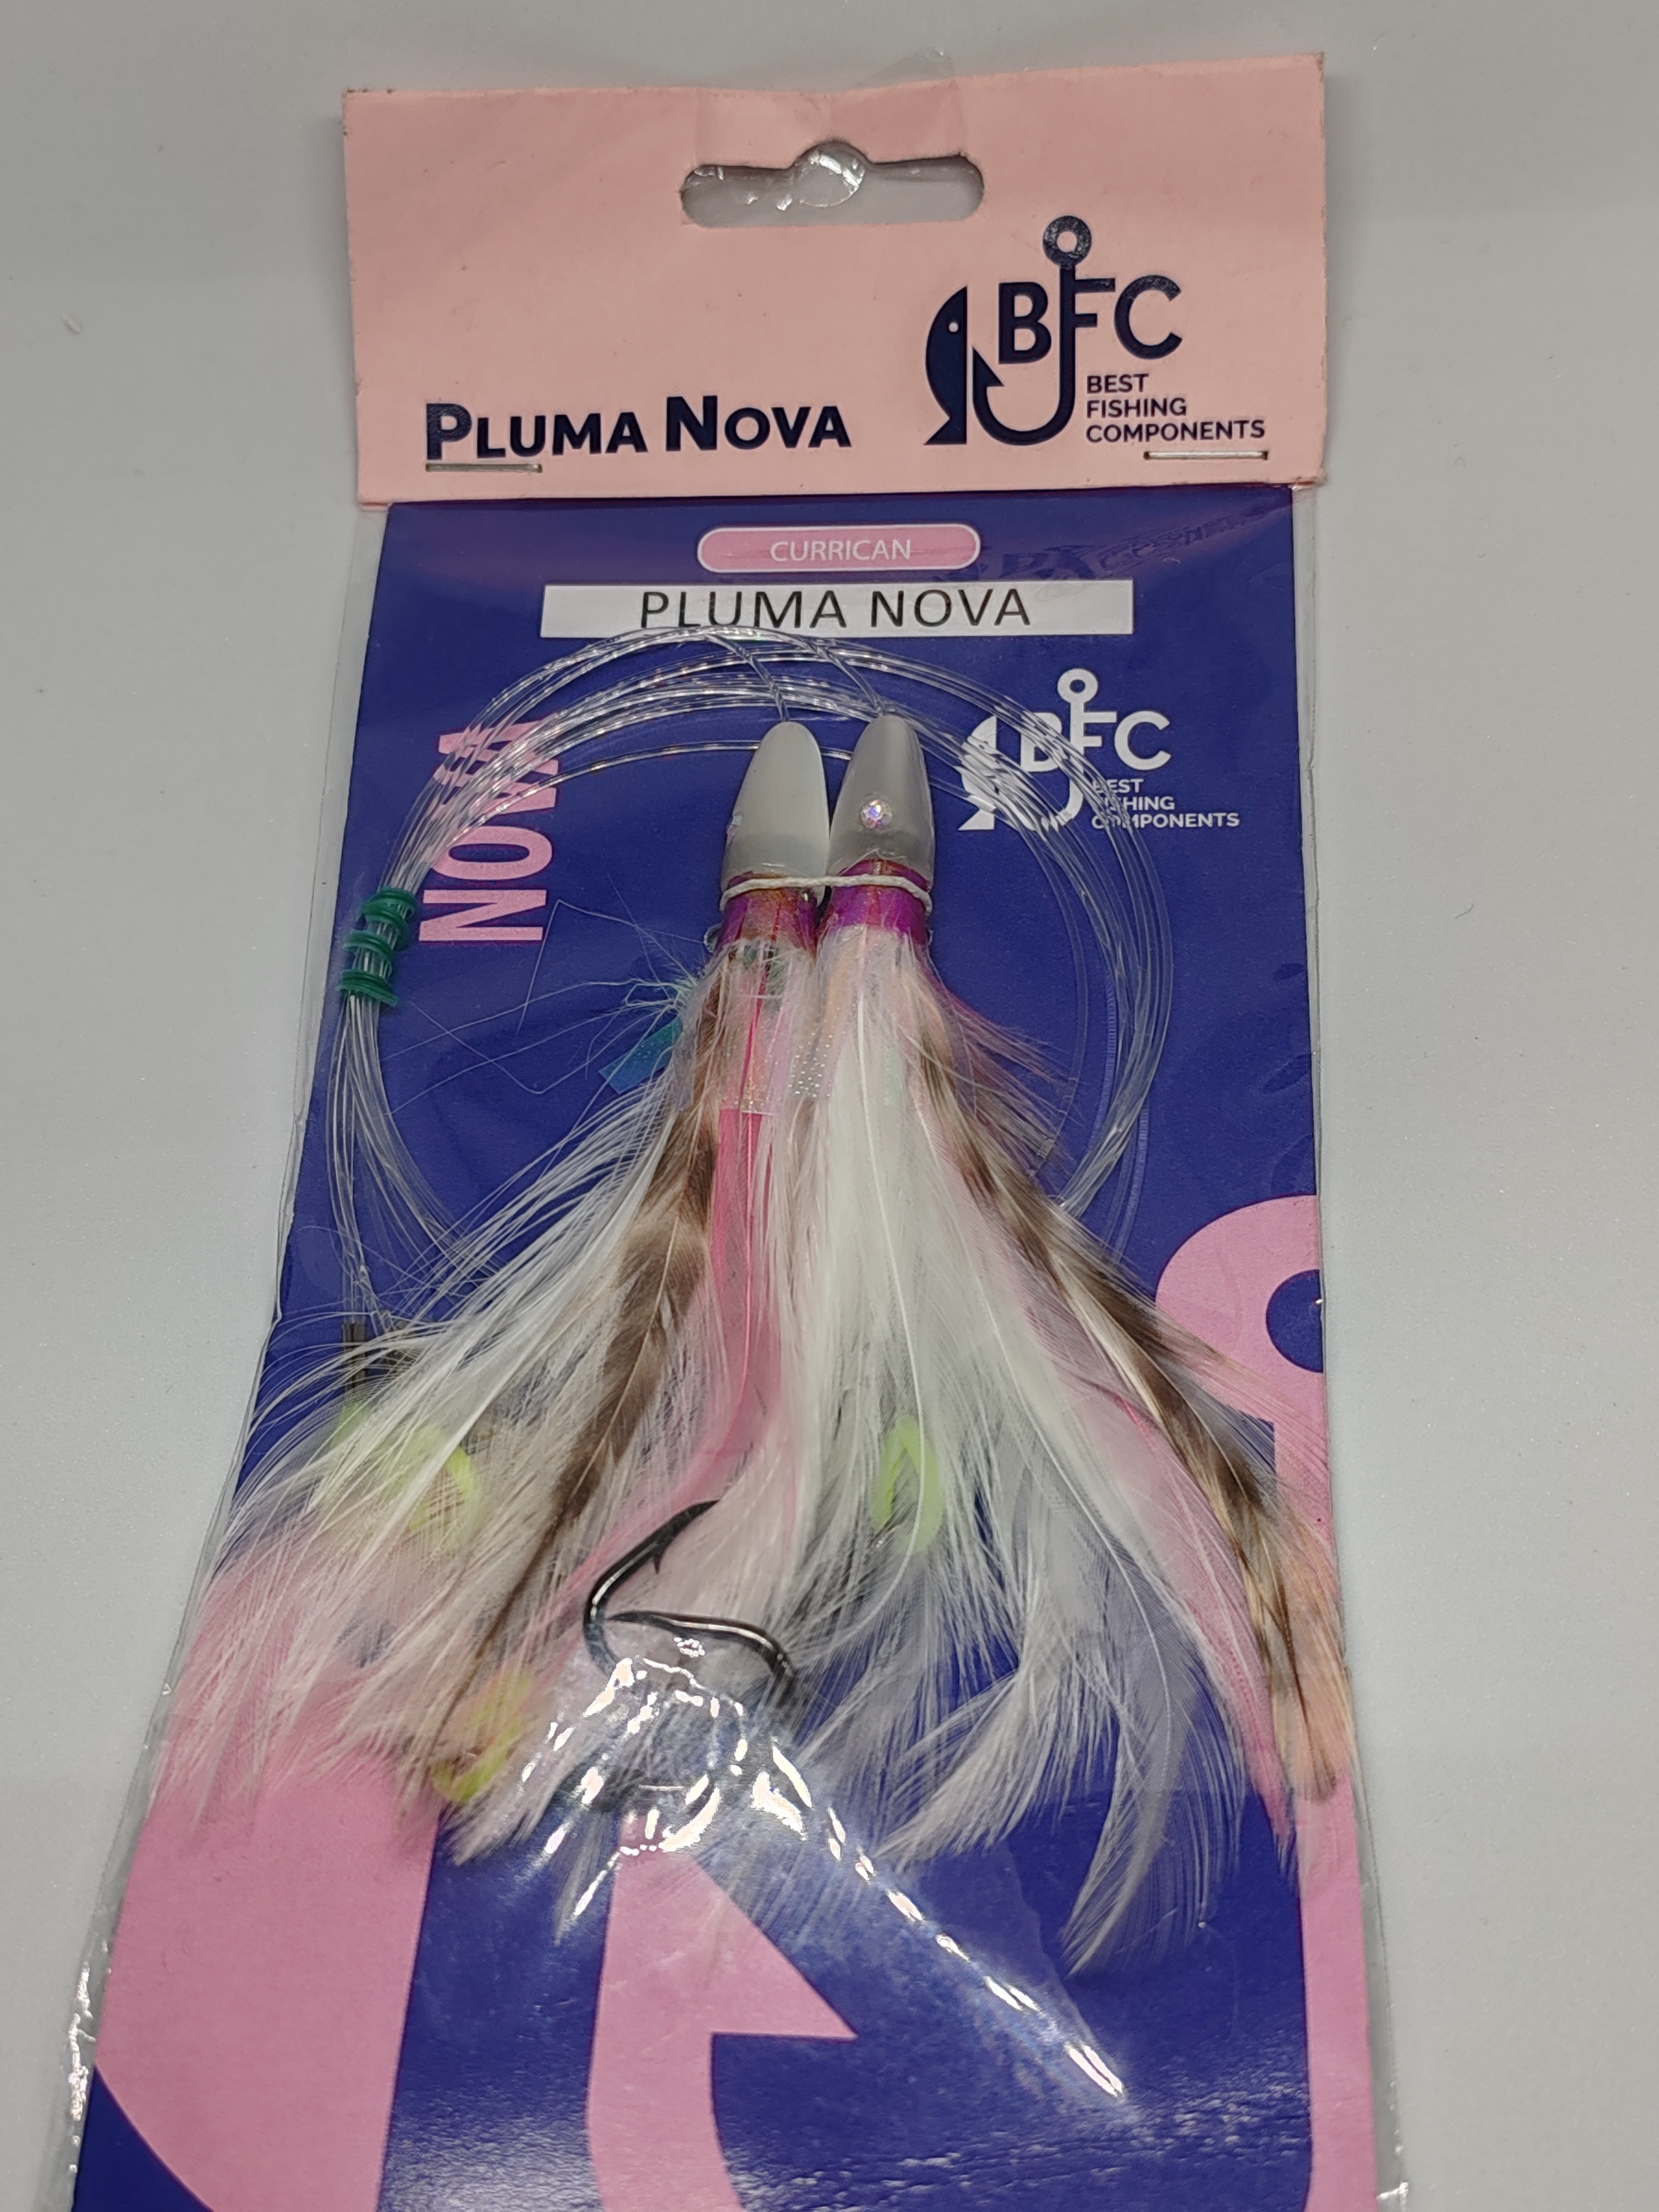 PLUMA NOVA
BFC
BEST
FISHING
COMPONENTS
CURRICAN
PLUMA NOVA
NOVA
BFC
BEST
FISHING
COMPONENTS